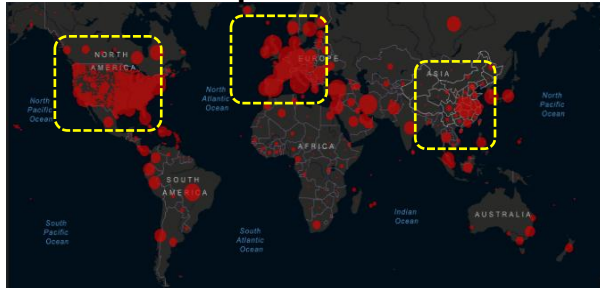 NORTH
AMERICA
EUROPE
ASIA
North
Pacific
Ocean
North
Atlantic
Ocean
North
Pacific
Ocean
AFRICA
SOUTH
AMERICA
South
Pacific
Ocean
South
Atlantic
Ocean
Indian
Ocean
AUSTRALIA